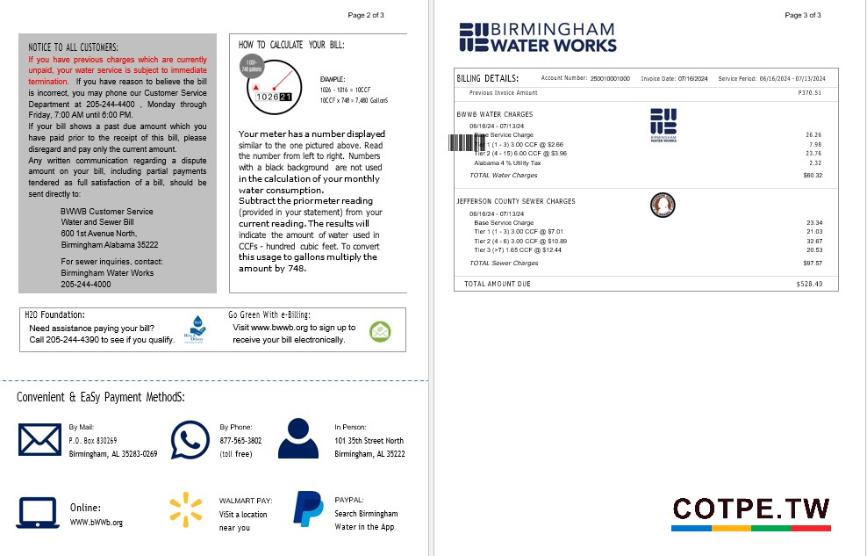 Page 2 of 3
NOTICE TO ALL CUSTOMERS:
If you have previous charges which are currently
unpaid, your water service is subject to immediate
termination. If you have reason to believe the bill
is incorrect, you may phone our Customer Service
Department at 205-244-4400 , Monday through
Friday, 7:00 AM until 6:00 PM.
If your bill shows a past due amount which you
have paid prior to the receipt of this bill, please
disregard and pay only the current amount.
Any written communication regarding a dispute
amount on your bill, including partial payments
tendered as full satisfaction of a bill, should be
sent directly to:
BWWB Customer Service
Water and Sewer Bill
600 1st Avenue North,
Birmingham Alabama 35222
For sewer inquiries, contact:
Birmingham Water Works
205-244-4000
HOW TO CALCULATE YOUR BILL:
100=
748 gallons
1026 21
EXAMPLE:
1026 - 1016 = 10CCF
10CCF x 748 = 7,480 GallonS
Your meter has a number displayed
similar to the one pictured above. Read
the number from left to right. Numbers
with a black background are not used
in the calculation of your monthly
water consumption.
Subtract the prior meter reading
(provided in your statement) from your
current reading. The results will
indicate the amount of water used in
CCFs - hundred cubic feet. To convert
this usage to gallons multiply the
amount by 748.
H2O Foundation:
Need assistance paying your bill?
Call 205-244-4390 to see if you qualify.
Go Green With e-Billing:
Visit www.bwwb.org to sign up to
receive your bill electronically.
Convenient & EaSy Payment MethodS:
By Mail:
P.O. Box 830269
Birmingham, AL 35283-0269
By Phone:
877-565-3802
(toll free)
In Person:
101 35th Street North
Birmingham, AL 35222
Online:
WWW.bWWb.org
WALMART PAY:
ViSit a location
near you
PAYPAL:
Search Birmingham
Water in the App
Page 3 of 3
BIRMINGHAM
WATER WORKS
BILLING DETAILS: Account Number: 250010001000 Invoice Date: 07/16/2024 Service Period: 06/16/2024 - 07/13/2024
Previous Invoice Amount P370.51
BWWB WATER CHARGES
06/16/24 - 07/13/24
Base Service Charge 26.26
Tier 1 (1 - 3) 3.00 CCF @ $2.66 7.98
Tier 2 (4 - 15) 6.00 CCF @ $3.96 23.76
Alabama 4 % Utility Tax 2.32
TOTAL Water Charges $60.32
JEFFERSON COUNTY SEWER CHARGES
06/16/24 - 07/13/24
Base Service Charge 23.34
Tier 1 (1 - 3) 3.00 CCF @ $7.01 21.03
Tier 2 (4 - 6) 3.00 CCF @ $10.89 32.67
Tier 3 (>7) 1.65 CCF @ $12.44 20.53
TOTAL Sewer Charges $97.57
TOTAL AMOUNT DUE $528.40
COTPE.TW